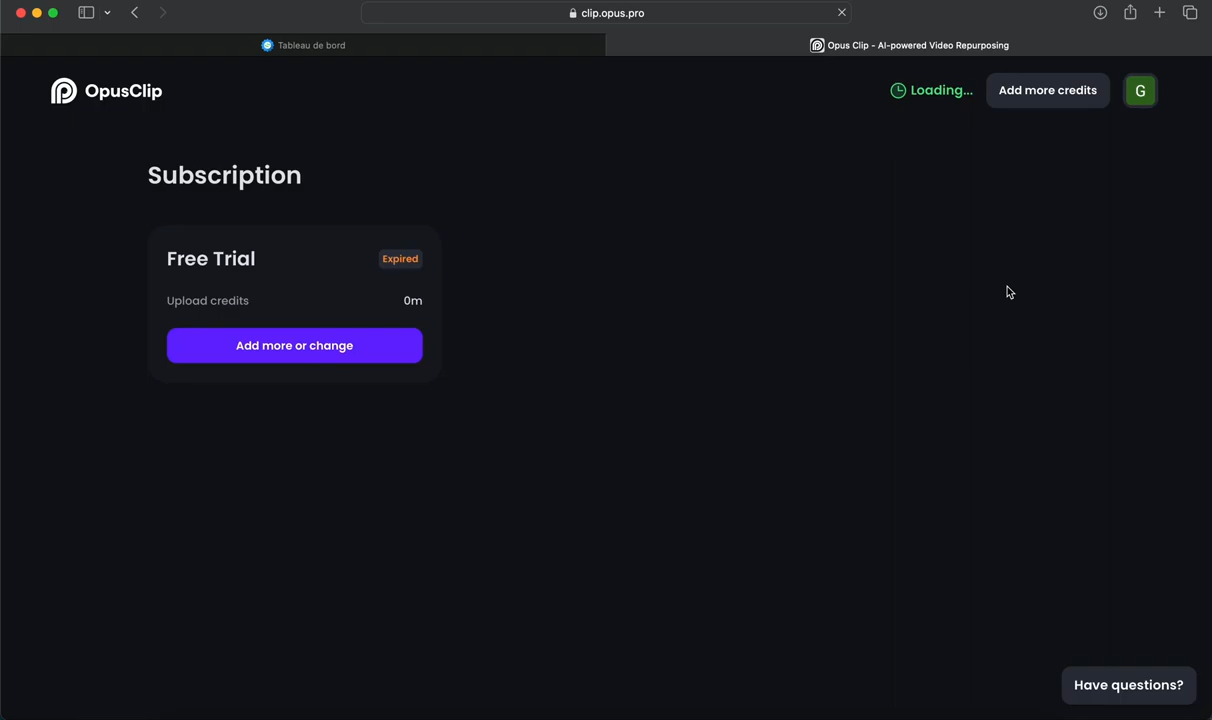 clip.opus.pro
Tableau de bord
Opus Clip - AI-powered Video Repurposing
OpusClip
Loading...
Add more credits
G
Subscription
Free Trial
Expired
Upload credits
0m
Add more or change
Have questions?